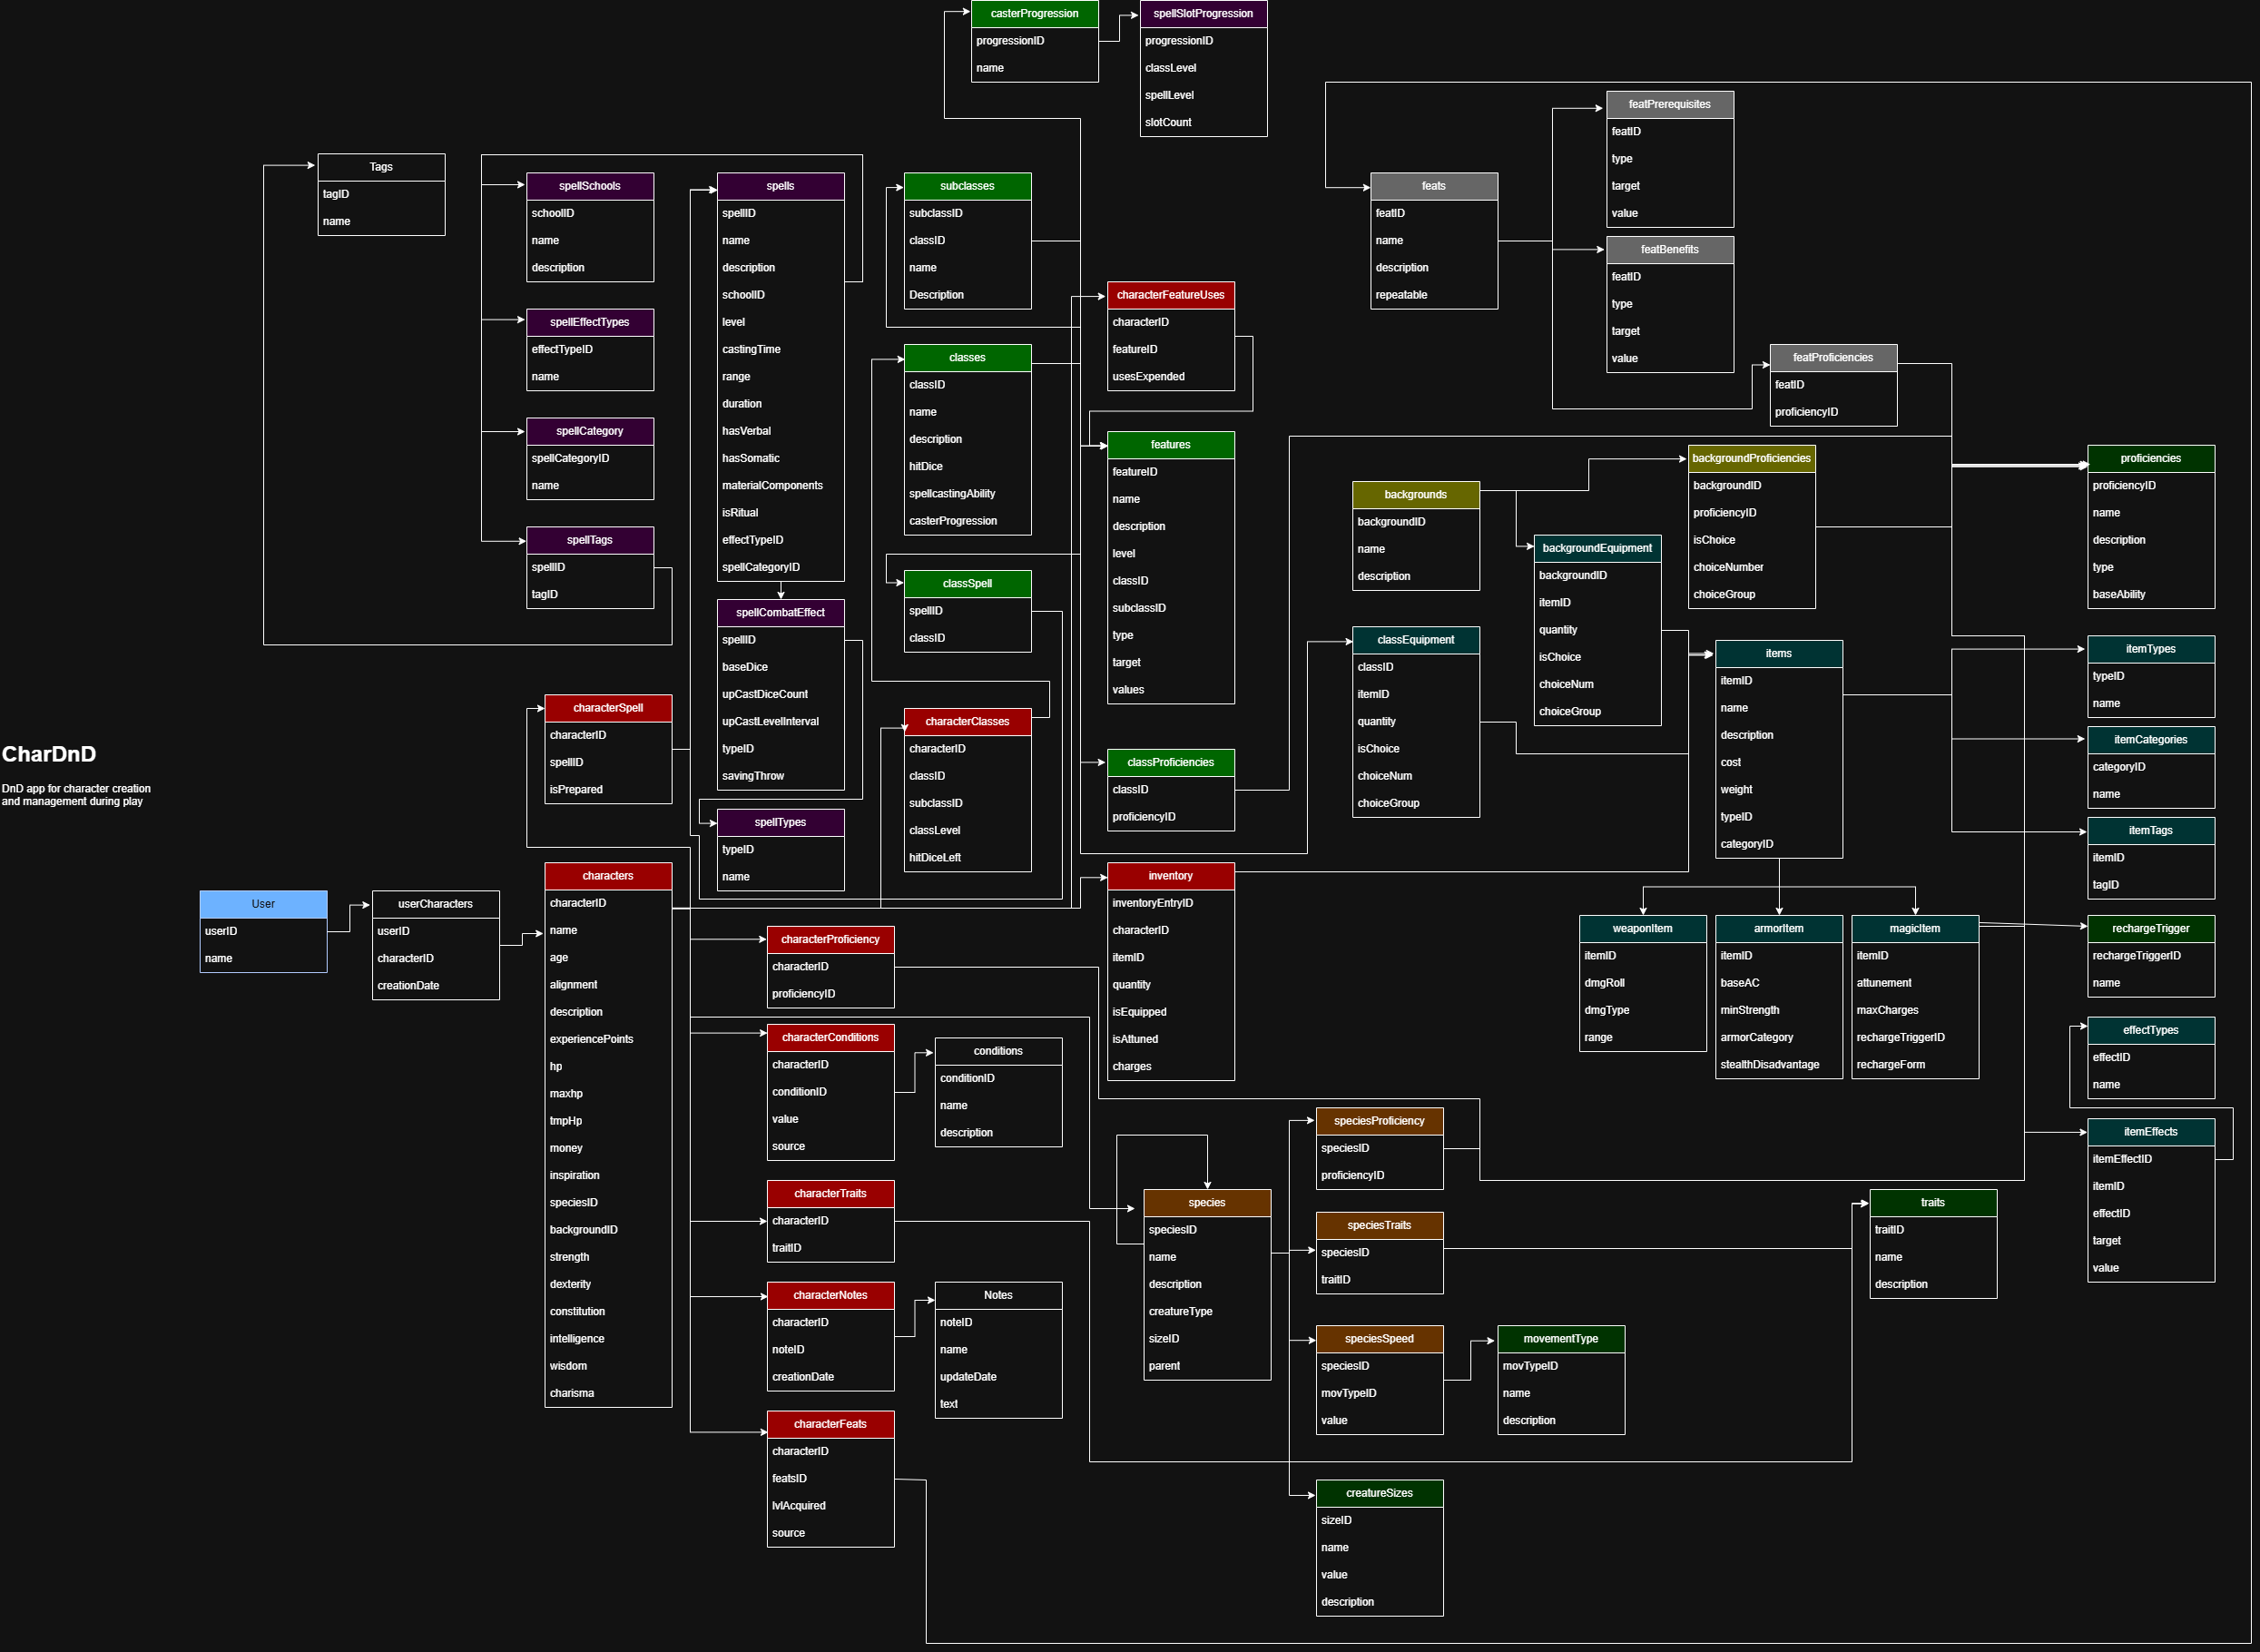 CharDnD
DnD app for character creation
and management during play
User
userID
name
userCharacters
userID
characterID
creationDate
Tags
tagID
name
spellSchools
schoolID
name
description
spellEffectTypes
effectTypeID
name
spellCategory
spellCategoryID
name
spellTags
spellID
tagID
characterSpell
characterID
spellID
isPrepared
characters
characterID
name
age
alignment
description
experiencePoints
hp
maxhp
tmpHp
money
inspiration
speciesID
backgroundID
strength
dexterity
constitution
intelligence
wisdom
charisma
spells
spellID
name
description
schoolID
level
castingTime
range
duration
hasVerbal
hasSomatic
materialComponents
isRitual
effectTypeID
spellCategoryID
spellCombatEffect
spellID
baseDice
upCastDiceCount
upCastLevelInterval
typeID
savingThrow
spellTypes
typeID
name
characterProficiency
characterID
proficiencyID
characterConditions
characterID
conditionID
value
source
characterTraits
characterID
traitID
characterNotes
characterID
noteID
creationDate
characterFeats
characterID
featsID
lvlAcquired
source
casterProgression
progressionID
name
spellSlotProgression
progressionID
classLevel
spellLevel
slotCount
subclasses
subclassID
classID
name
Description
classes
classID
name
description
hitDice
spellcastingAbility
casterProgression
classSpell
spellID
classID
characterClasses
characterID
classID
subclassID
classLevel
hitDiceLeft
conditions
conditionID
name
description
Notes
noteID
name
updateDate
text
characterFeatureUses
characterID
featureID
usesExpended
features
featureID
name
description
level
classID
subclassID
type
target
values
classProficiencies
classID
proficiencyID
inventory
inventoryEntryID
characterID
itemID
quantity
isEquipped
isAttuned
charges
species
speciesID
name
description
creatureType
sizeID
parent
speciesProficiency
speciesID
proficiencyID
speciesTraits
speciesID
traitID
speciesSpeed
speciesID
movTypeID
value
movementType
movTypeID
name
description
creatureSizes
sizeID
name
value
description
feats
featID
name
description
repeatable
featPrerequisites
featID
type
target
value
featBenefits
featID
type
target
value
featProficiencies
featID
proficiencyID
backgrounds
backgroundID
name
description
backgroundProficiencies
backgroundID
proficiencyID
isChoice
choiceNumber
choiceGroup
backgroundEquipment
backgroundID
itemID
quantity
isChoice
choiceNum
choiceGroup
classEquipment
classID
itemID
quantity
isChoice
choiceNum
choiceGroup
items
itemID
name
description
cost
weight
typeID
categoryID
weaponItem
itemID
dmgRoll
dmgType
range
armorItem
itemID
baseAC
minStrength
armorCategory
stealthDisadvantage
magicItem
itemID
attunement
maxCharges
rechargeTriggerID
rechargeForm
traits
traitID
name
description
proficiencies
proficiencyID
name
description
type
baseAbility
itemTypes
typeID
name
itemCategories
categoryID
name
itemTags
itemID
tagID
rechargeTrigger
rechargeTriggerID
name
effectTypes
effectID
name
itemEffects
itemEffectID
itemID
effectID
target
value